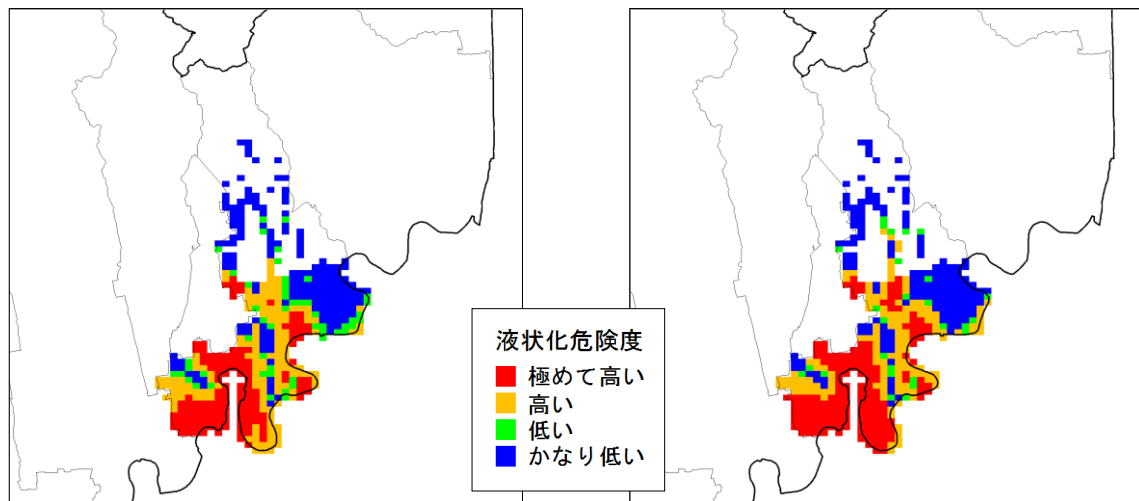 液状化危険度
極めて高い
高い
低い
かなり低い